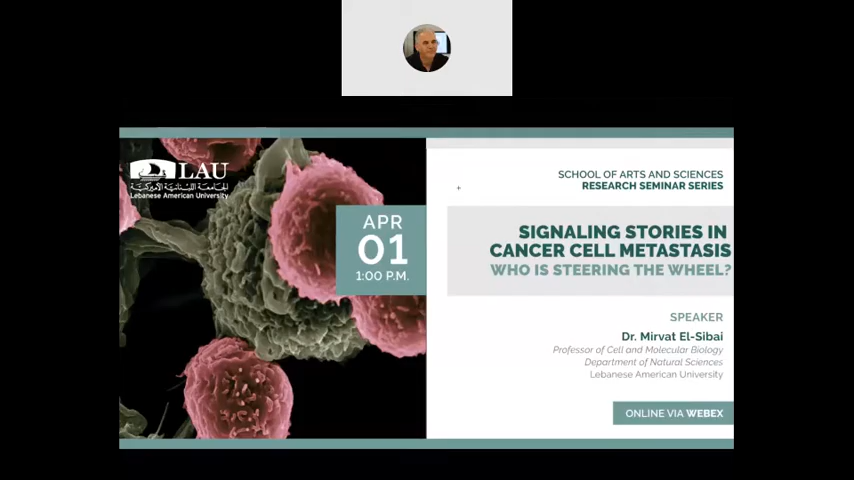 LAU
الجامعة اللبنانية الأميركية
Lebanese American University
APR
01
1:00 P.M.
SCHOOL OF ARTS AND SCIENCES
RESEARCH SEMINAR SERIES
SIGNALING STORIES IN
CANCER CELL METASTASIS
WHO IS STEERING THE WHEEL?
SPEAKER
Dr. Mirvat El-Sibai
Professor of Cell and Molecular Biology
Department of Natural Sciences
Lebanese American University
ONLINE VIA WEBEX